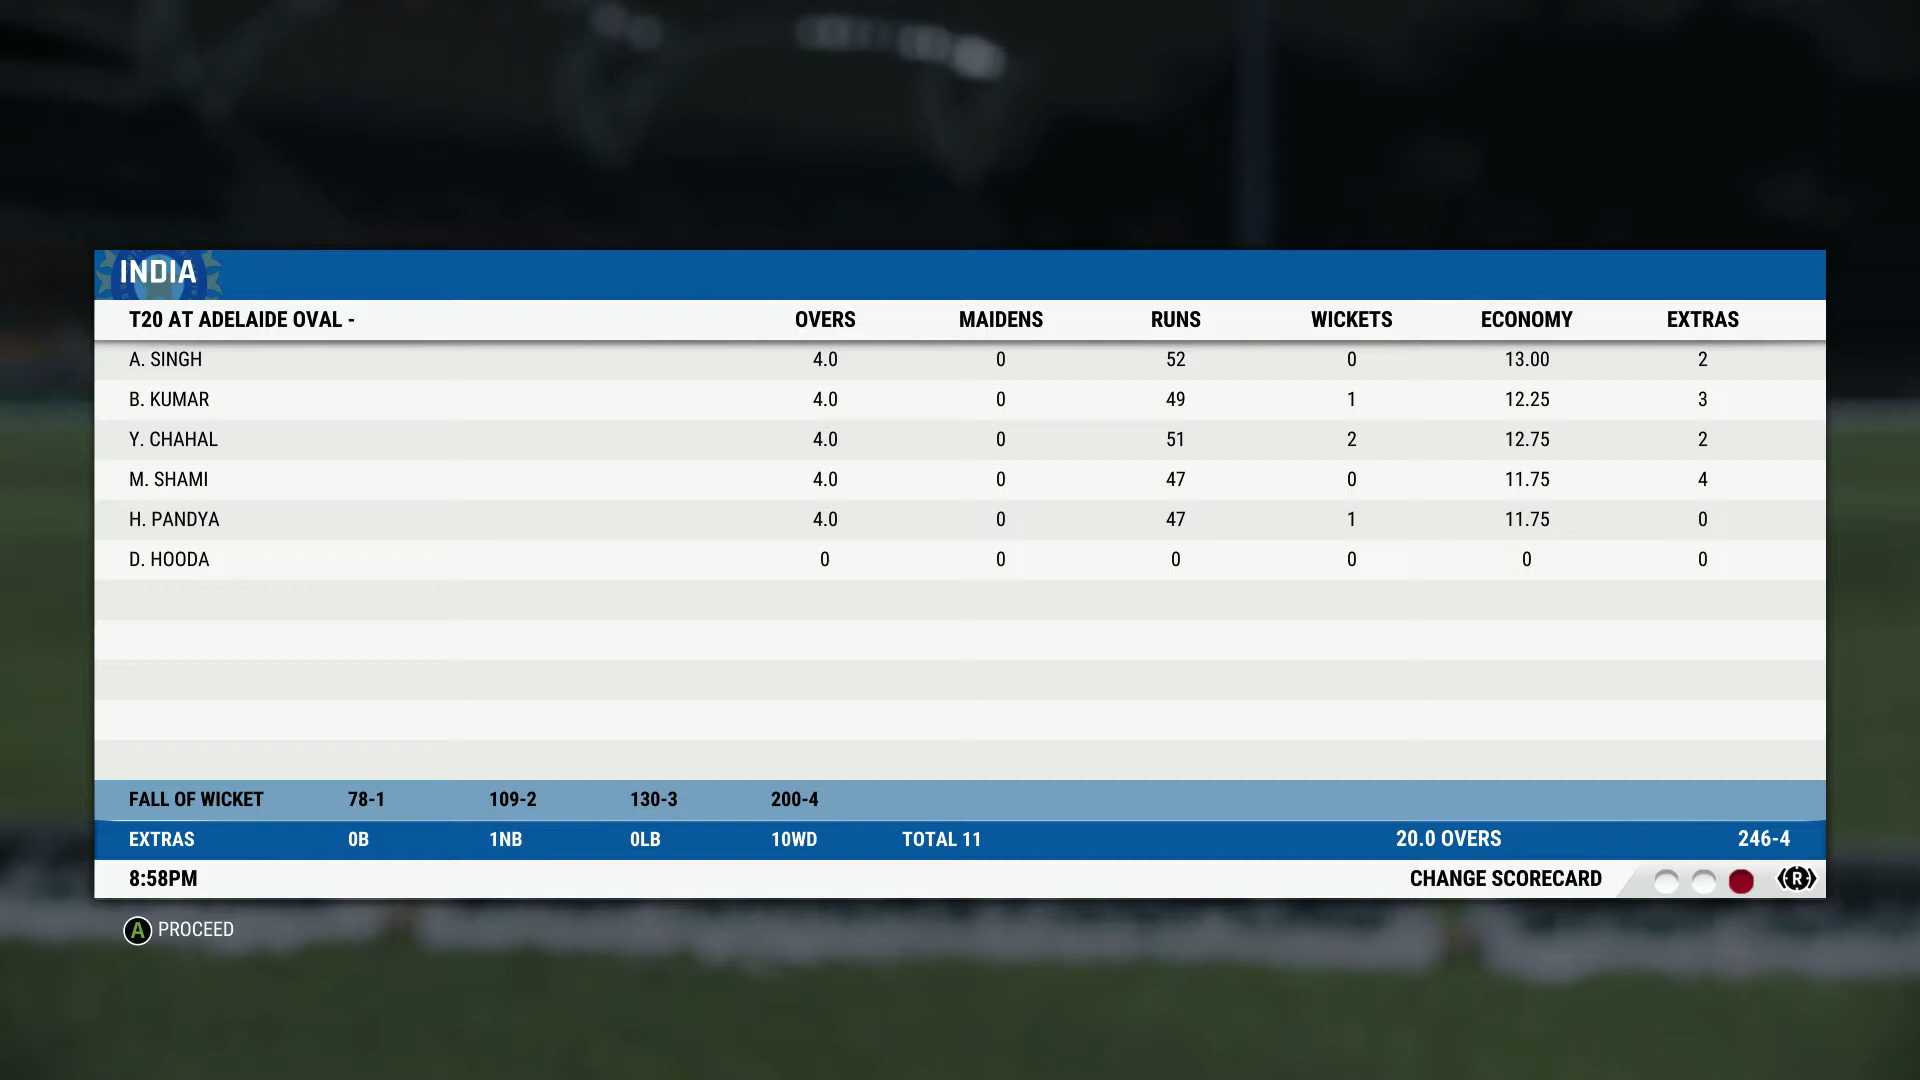 INDIA
T20 AT ADELAIDE OVAL - OVERS MAIDENS RUNS WICKETS ECONOMY EXTRAS
A. SINGH 4.0 0 52 0 13.00 2
B. KUMAR 4.0 0 49 1 12.25 3
Y. CHAHAL 4.0 0 51 2 12.75 2
M. SHAMI 4.0 0 47 0 11.75 4
H. PANDYA 4.0 0 47 1 11.75 0
D. HOODA 0 0 0 0 0 0
FALL OF WICKET 78-1 109-2 130-3 200-4
EXTRAS 0B 1NB 0LB 10WD TOTAL 11 20.0 OVERS 246-4
8:58PM CHANGE SCORECARD R
A PROCEED